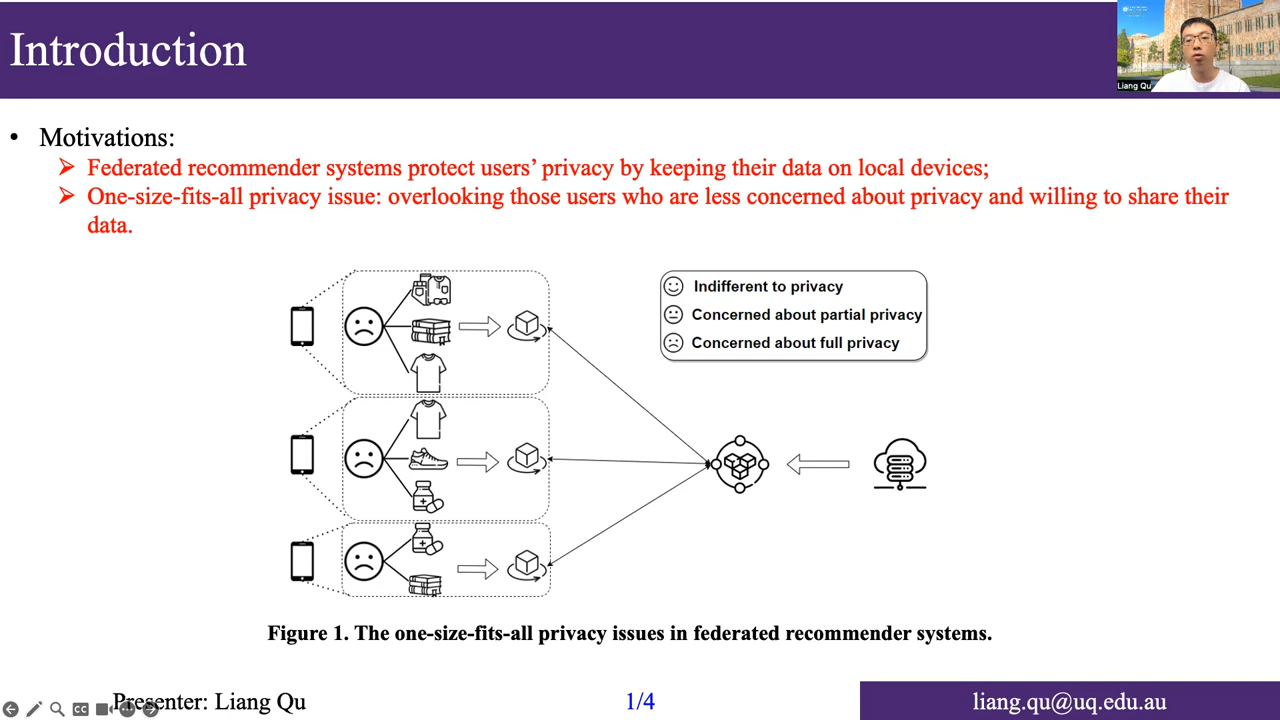 Introduction
Liang Qu
• Motivations:
➢ Federated recommender systems protect users’ privacy by keeping their data on local devices;
➢ One-size-fits-all privacy issue: overlooking those users who are less concerned about privacy and willing to share their
data.
Indifferent to privacy
Concerned about partial privacy
Concerned about full privacy
Figure 1. The one-size-fits-all privacy issues in federated recommender systems.
Presenter: Liang Qu
1/4
liang.qu@uq.edu.au
CC